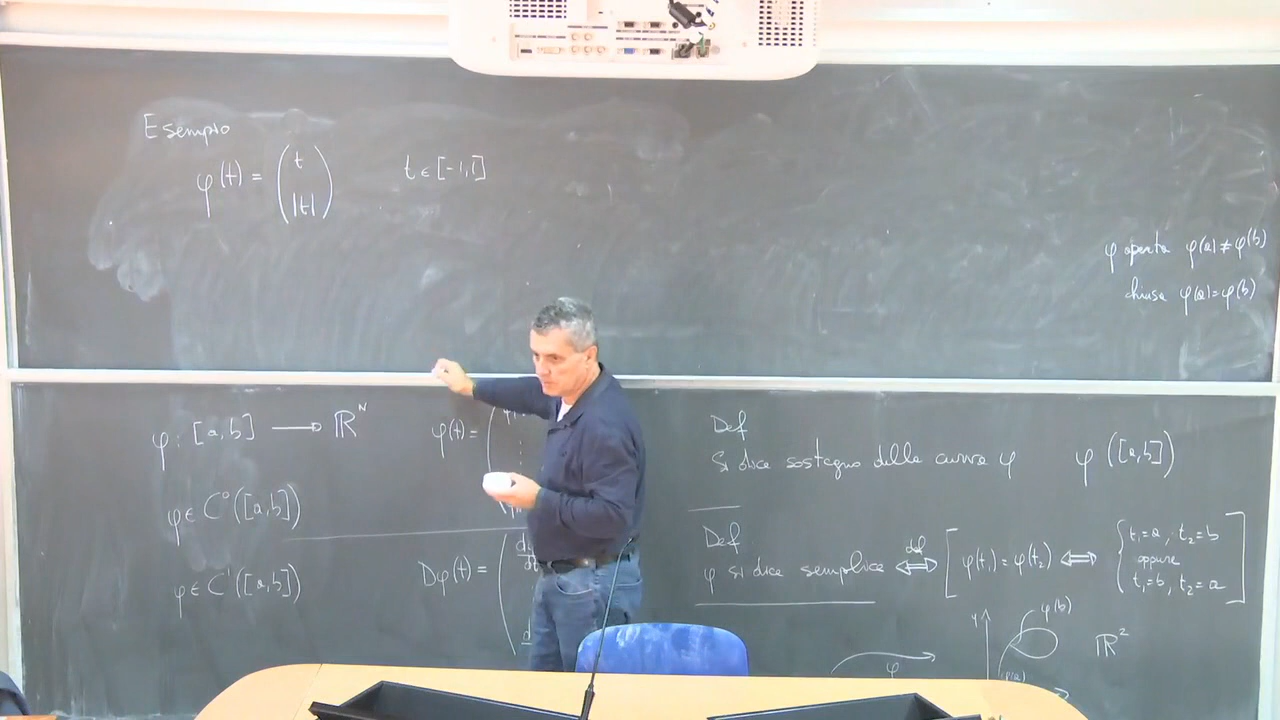 Esempio
φ(t) = ( t |t| ) t ∈ [-1,1]
φ aperta φ(a) ≠ φ(b)
chiusa φ(a) = φ(b)
φ : [a,b] ⟶ ℝᴺ
φ(t) =
φ ∈ C⁰([a,b])
φ ∈ C¹([a,b])
Dφ(t) =
Def
Si dice sostegno della curva φ φ([a,b])
Def
φ si dice semplice ⟺ def [ φ(t₁) = φ(t₂) ⟺ { t₁=a, t₂=b
oppure
t₁=b, t₂=a ]
φ
y
φ(b)
φ(a)
ℝ²